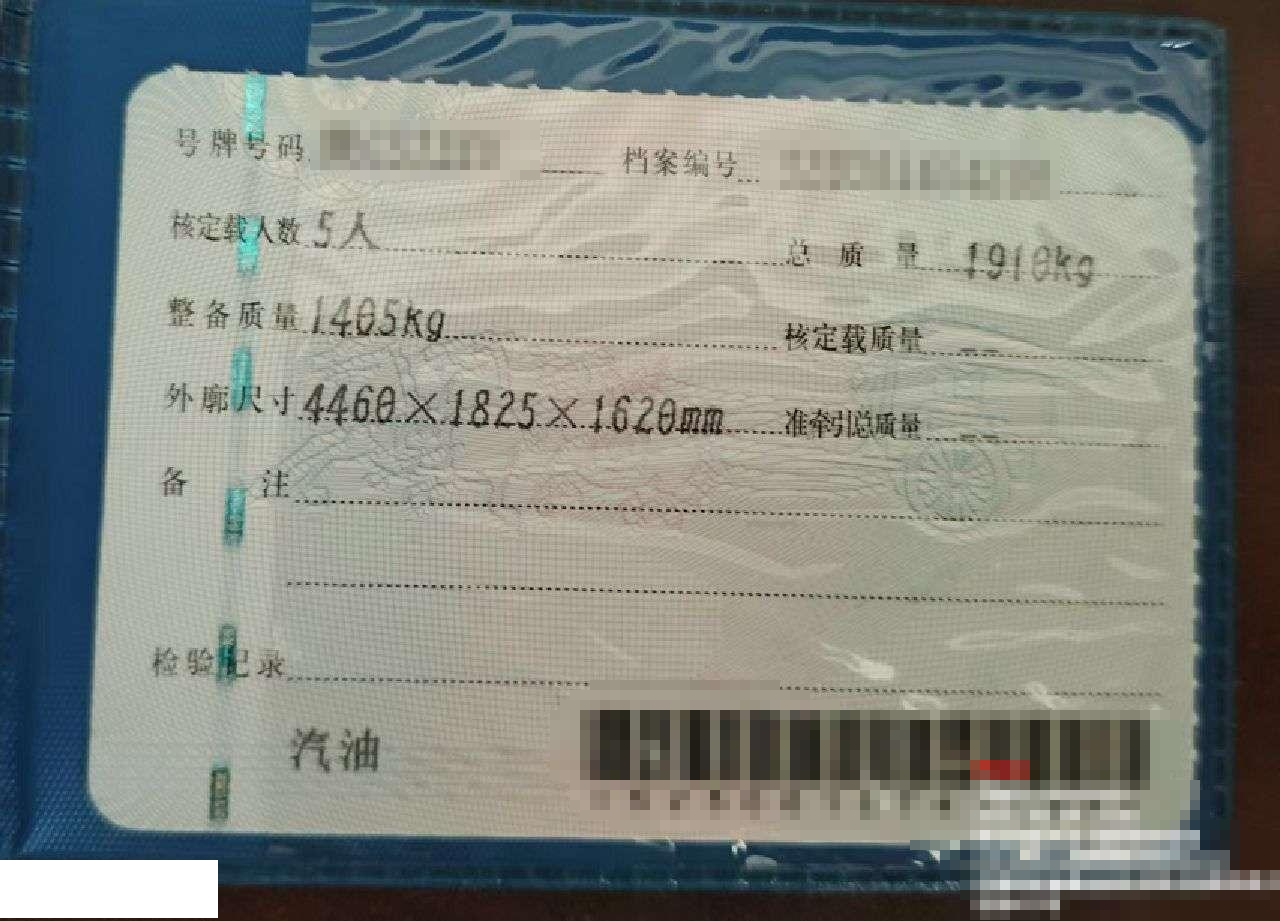 号牌号码 档案编号
核定载人数 5人 总质量 1910kg
整备质量 1405kg 核定载质量 --
外廓尺寸 4460×1825×1620mm 准牵引总质量 --
备注
检验记录
汽油